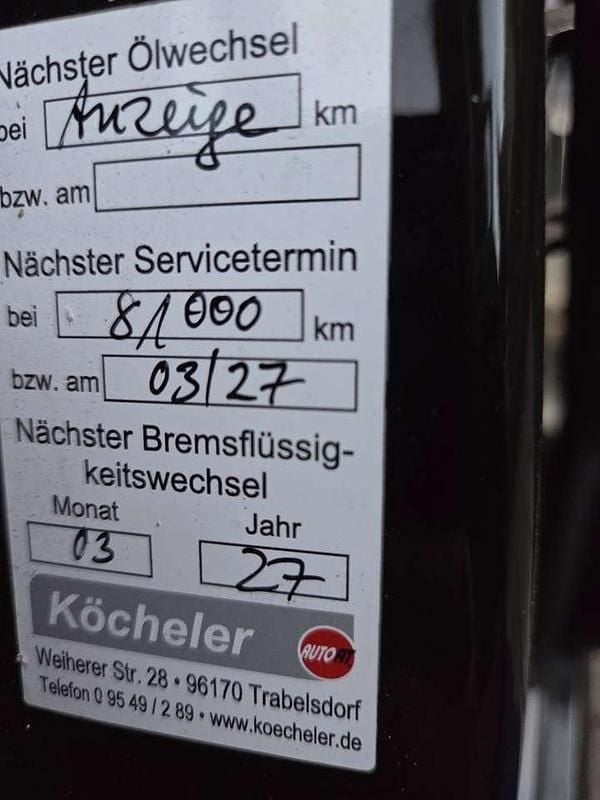 Nächster Ölwechsel
bei Anzeige km
bzw. am
Nächster Servicetermin
bei 81000 km
bzw. am 03/27
Nächster Bremsflüssig-
keitswechsel
Monat Jahr
03 27
Köcheler AUTO
Weiherer Str. 28 • 96170 Trabelsdorf
Telefon 0 95 49 / 2 89 • www.koecheler.de